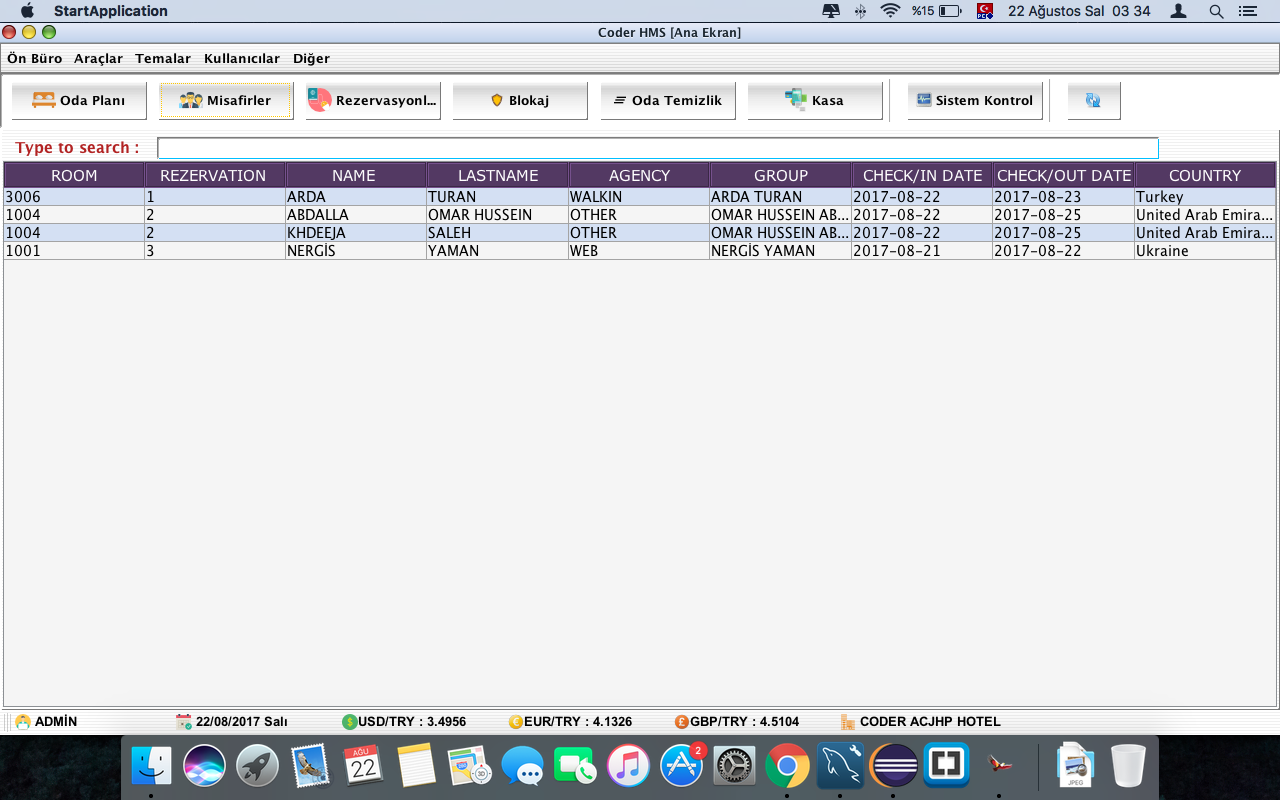 StartApplication %15 22 Ağustos Sal 03 34
Coder HMS [Ana Ekran]
Ön Büro Araçlar Temalar Kullanıcılar Diğer
Oda Planı Misafirler Rezervasyonl... Blokaj Oda Temizlik Kasa Sistem Kontrol
Type to search :
ROOM REZERVATION NAME LASTNAME AGENCY GROUP CHECK/IN DATE CHECK/OUT DATE COUNTRY
3006 1 ARDA TURAN WALKIN ARDA TURAN 2017-08-22 2017-08-23 Turkey
1004 2 ABDALLA OMAR HUSSEIN OTHER OMAR HUSSEIN AB... 2017-08-22 2017-08-25 United Arab Emira...
1004 2 KHDEEJA SALEH OTHER OMAR HUSSEIN AB... 2017-08-22 2017-08-25 United Arab Emira...
1001 3 NERGİS YAMAN WEB NERGİS YAMAN 2017-08-21 2017-08-22 Ukraine
ADMİN 22/08/2017 Salı USD/TRY : 3.4956 EUR/TRY : 4.1326 GBP/TRY : 4.5104 CODER ACJHP HOTEL
AĞU
22
3D
2
JPEG